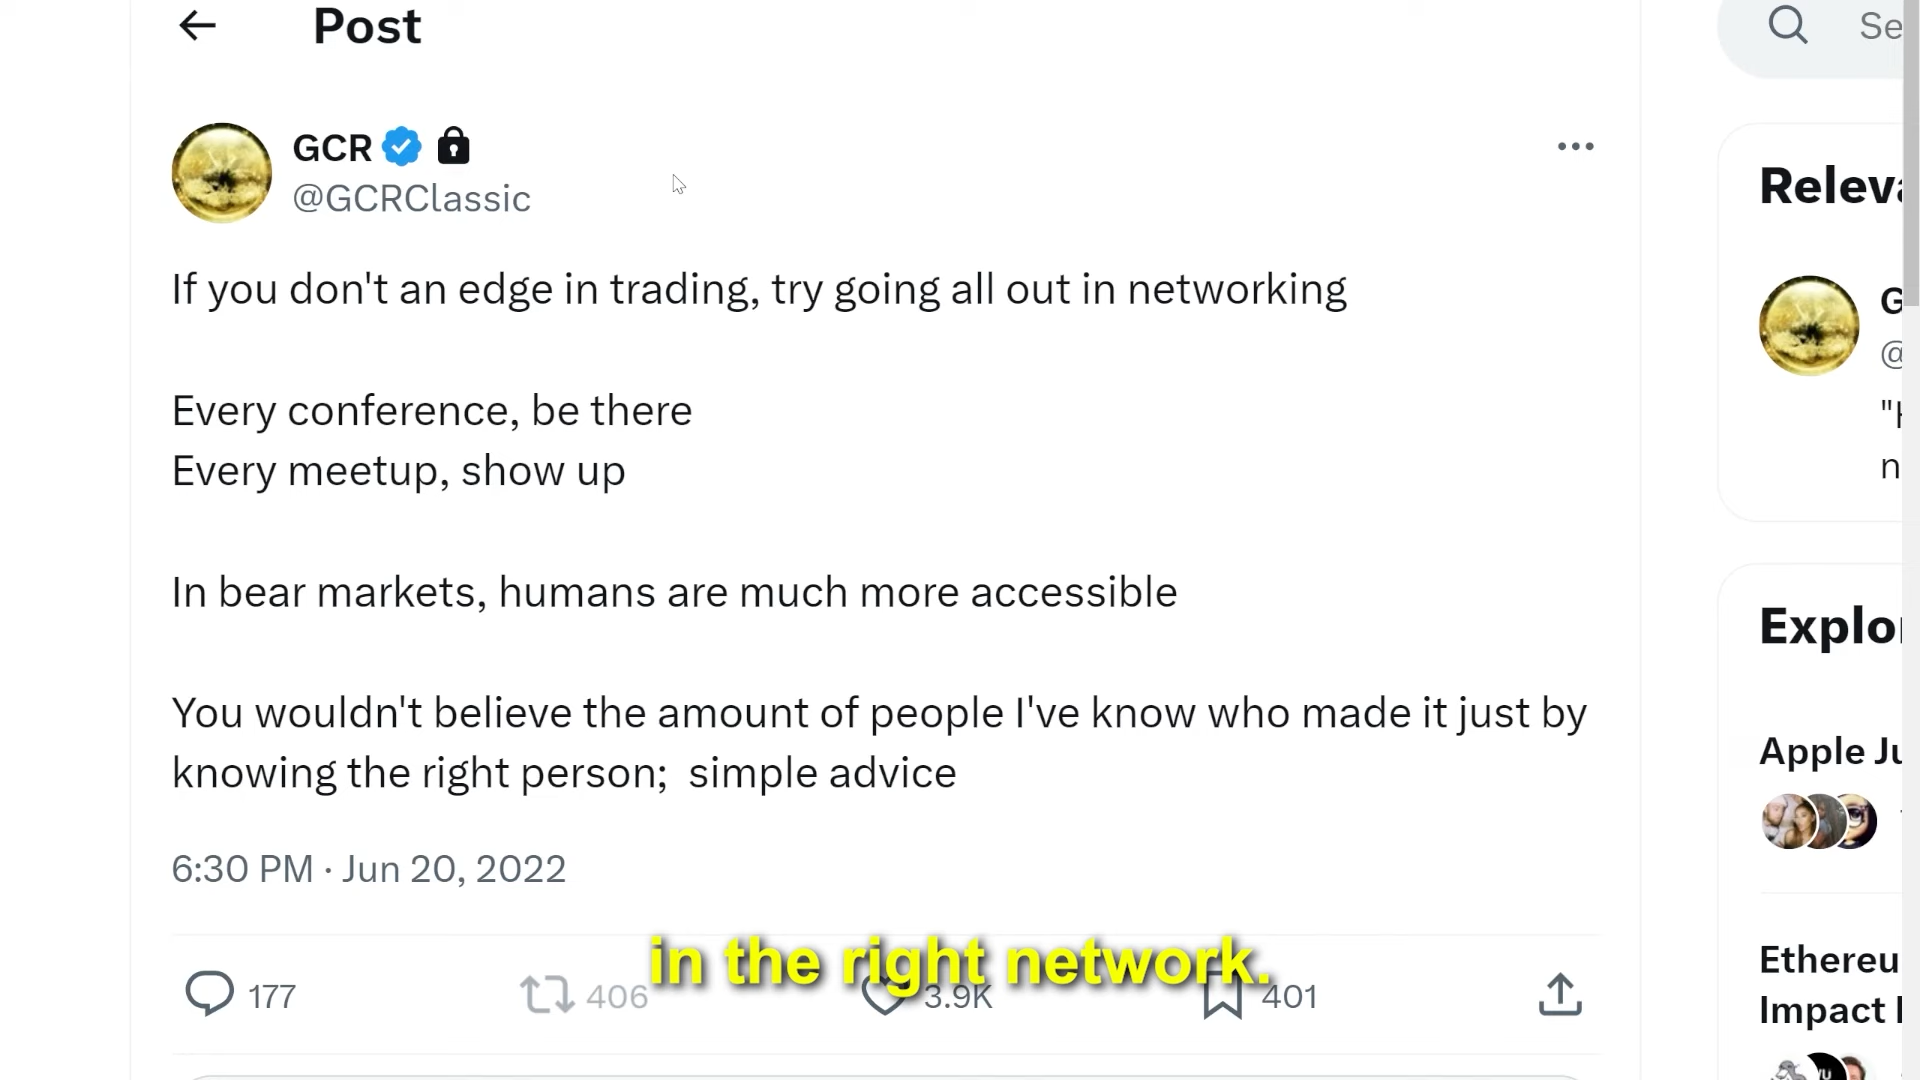 Post
GCR
@GCRClassic
If you don't an edge in trading, try going all out in networking
Every conference, be there
Every meetup, show up
In bear markets, humans are much more accessible
You wouldn't believe the amount of people I've know who made it just by
knowing the right person;  simple advice
6:30 PM · Jun 20, 2022
in the right network.
177
406
3.9K
401
Se
Releva
G
@
"H
n
Explo
Apple Ju
Ethereu
Impact